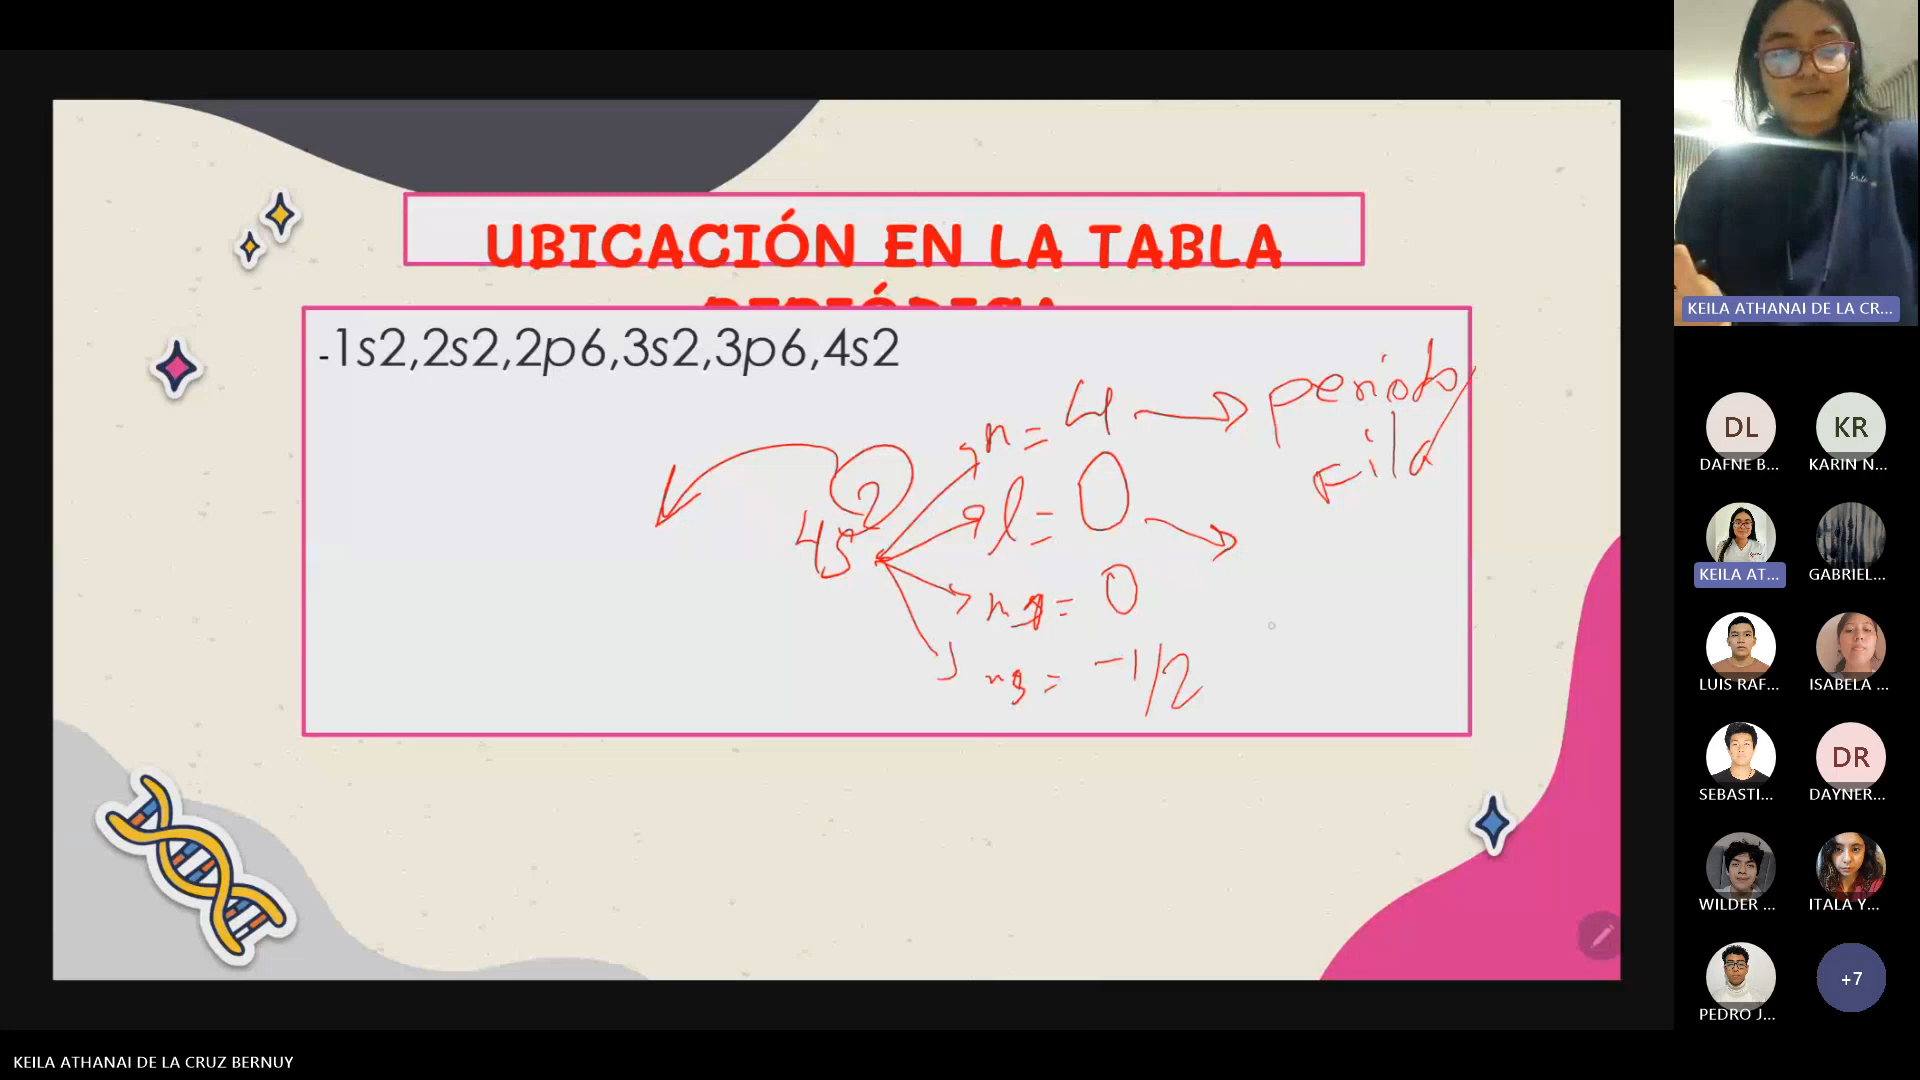 UBICACIÓN EN LA TABLA
PERIÓDICA
-1s2,2s2,2p6,3s2,3p6,4s2
n = 4 → periodo/
Fila
4s2
l = 0 →
m = 0
ms = -1/2
KEILA ATHANAI DE LA CR...
DL
DAFNE B...
KR
KARIN N...
KEILA AT...
GABRIEL...
LUIS RAF...
ISABELA ...
SEBASTI...
DR
DAYNER...
WILDER ...
ITALA Y...
PEDRO J...
+7
KEILA ATHANAI DE LA CRUZ BERNUY